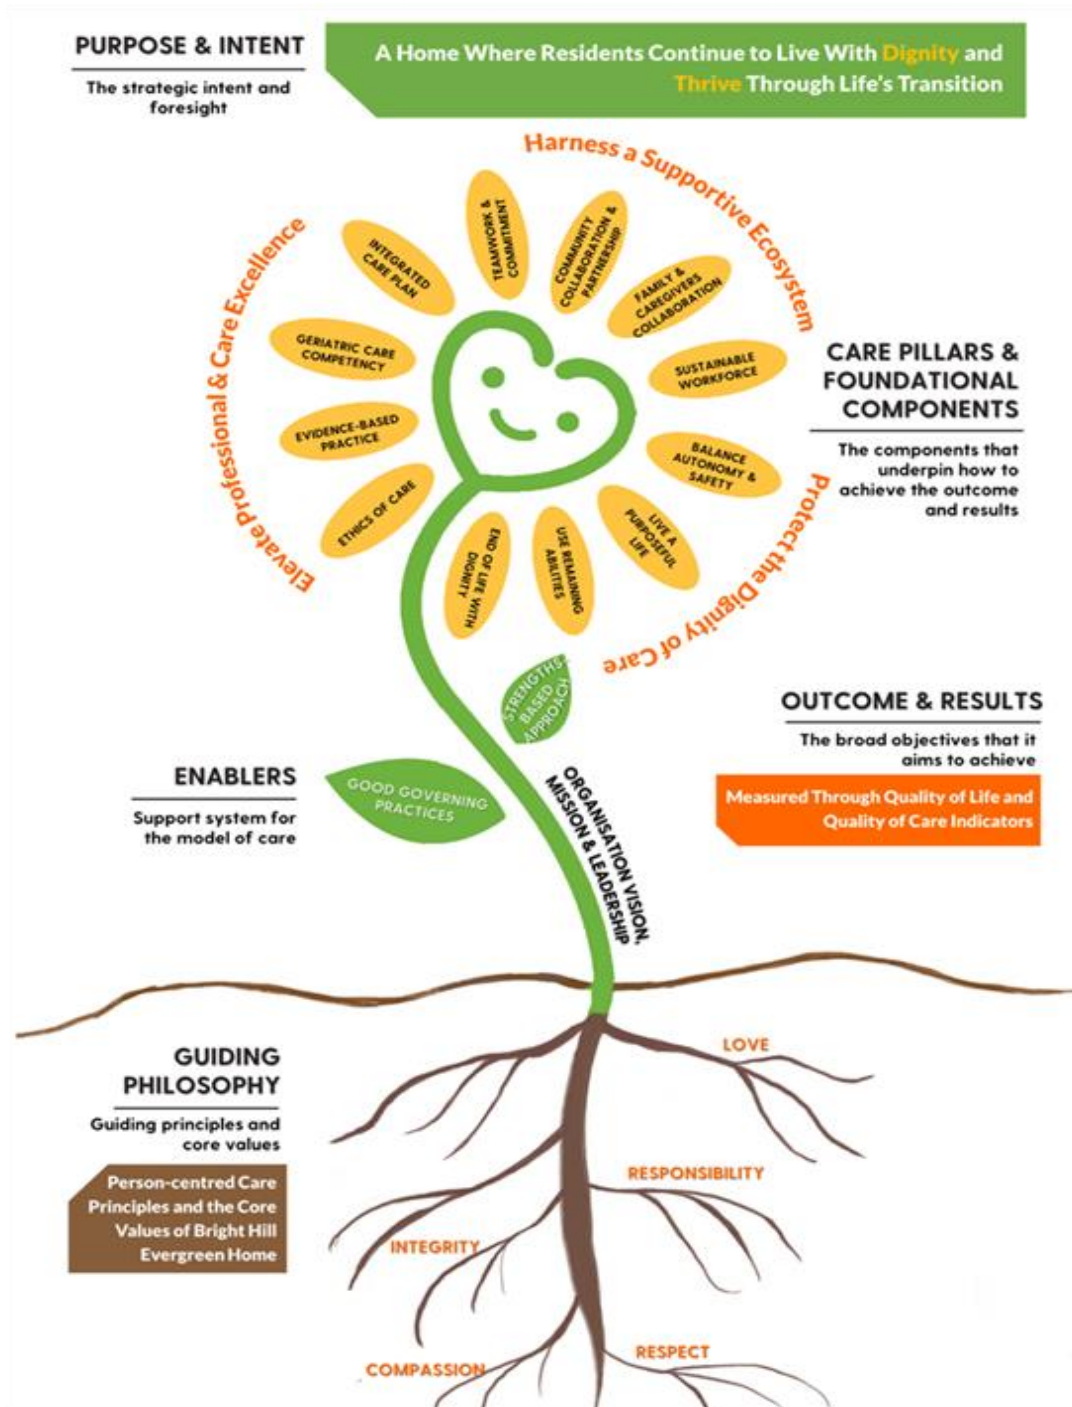 PURPOSE & INTENT
The strategic intent and
foresight
A Home Where Residents Continue to Live With Dignity and
Thrive Through Life's Transition
Harness a Supportive Ecosystem
Elevate Professional & Care Excellence
Protect the Dignity of Care
TEAMWORK &
COMMITMENT
COMMUNITY
COLLABORATION &
PARTNERSHIP
FAMILY &
CAREGIVERS
COLLABORATION
SUSTAINABLE
WORKFORCE
BALANCE
AUTONOMY &
SAFETY
LIVE A
PURPOSEFUL
LIFE
USE REMAINING
ABILITIES
END OF LIFE WITH
DIGNITY
ETHICS OF CARE
EVIDENCE-BASED
PRACTICE
GERIATRIC CARE
COMPETENCY
INTEGRATED
CARE PLAN
CARE PILLARS &
FOUNDATIONAL
COMPONENTS
The components that
underpin how to
achieve the outcome
and results
STRENGTHS-
BASED
APPROACH
OUTCOME & RESULTS
The broad objectives that it
aims to achieve
Measured Through Quality of Life and
Quality of Care Indicators
ENABLERS
Support system for
the model of care
GOOD GOVERNING
PRACTICES
ORGANISATION VISION,
MISSION & LEADERSHIP
GUIDING
PHILOSOPHY
Guiding principles and
core values
Person-centred Care
Principles and the Core
Values of Bright Hill
Evergreen Home
LOVE
RESPONSIBILITY
INTEGRITY
RESPECT
COMPASSION